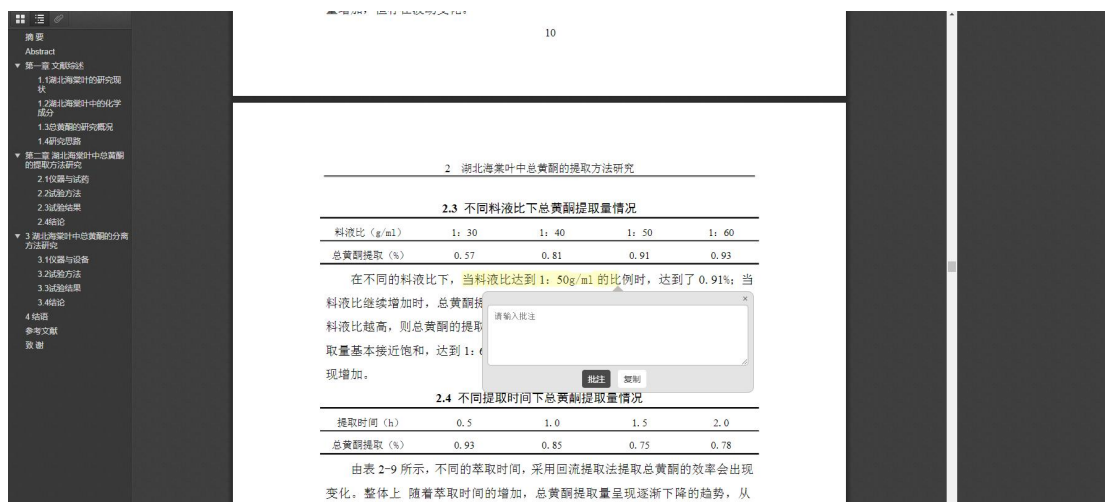 摘要
Abstract
第一章 文献综述
1.1湖北海棠叶的研究现
状
1.2湖北海棠叶中的化学
成分
1.3总黄酮的研究概况
1.4研究思路
第二章 湖北海棠叶中总黄酮
的提取方法研究
2.1仪器与试药
2.2试验方法
2.3试验结果
2.4结论
3 湖北海棠叶中总黄酮的分离
方法研究
3.1仪器与设备
3.2试验方法
3.3试验结果
3.4结论
4 结语
参考文献
致 谢
10
2 湖北海棠叶中总黄酮的提取方法研究
2.3 不同料液比下总黄酮提取量情况
料液比（g/ml） 1：30 1：40 1：50 1：60
总黄酮提取（%） 0.57 0.81 0.91 0.93
在不同的料液比下，当料液比达到 1：50g/ml 的比例时，达到了 0.91%；当
料液比继续增加时，总黄酮提
料液比越高，则总黄酮的提取
取量基本接近饱和，达到 1：6
现增加。
×
请输入批注
批注 复制
2.4 不同提取时间下总黄酮提取量情况
提取时间（h） 0.5 1.0 1.5 2.0
总黄酮提取（%） 0.93 0.85 0.75 0.78
由表 2-9 所示，不同的萃取时间，采用回流提取法提取总黄酮的效率会出现
变化。整体上 随着萃取时间的增加，总黄酮提取量呈现逐渐下降的趋势，从